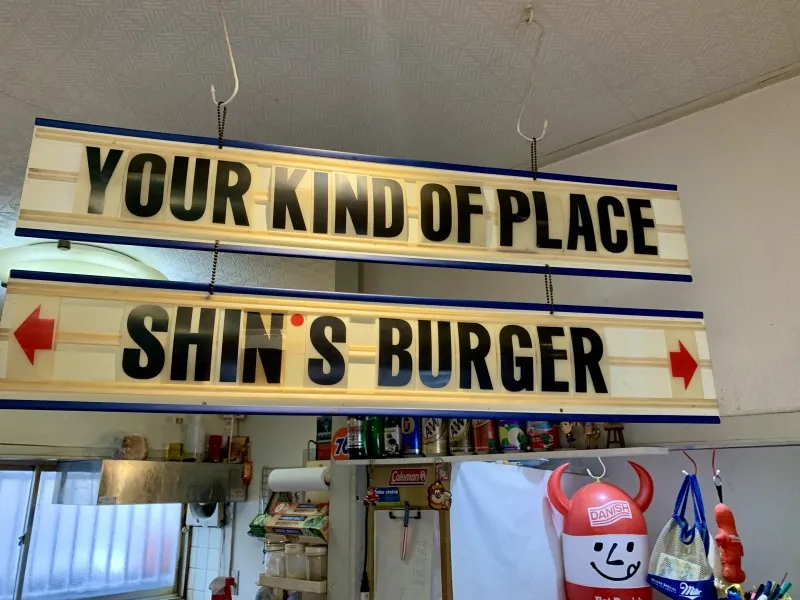 YOUR KIND OF PLACE
SHIN'S BURGER
Coleman
DANISH